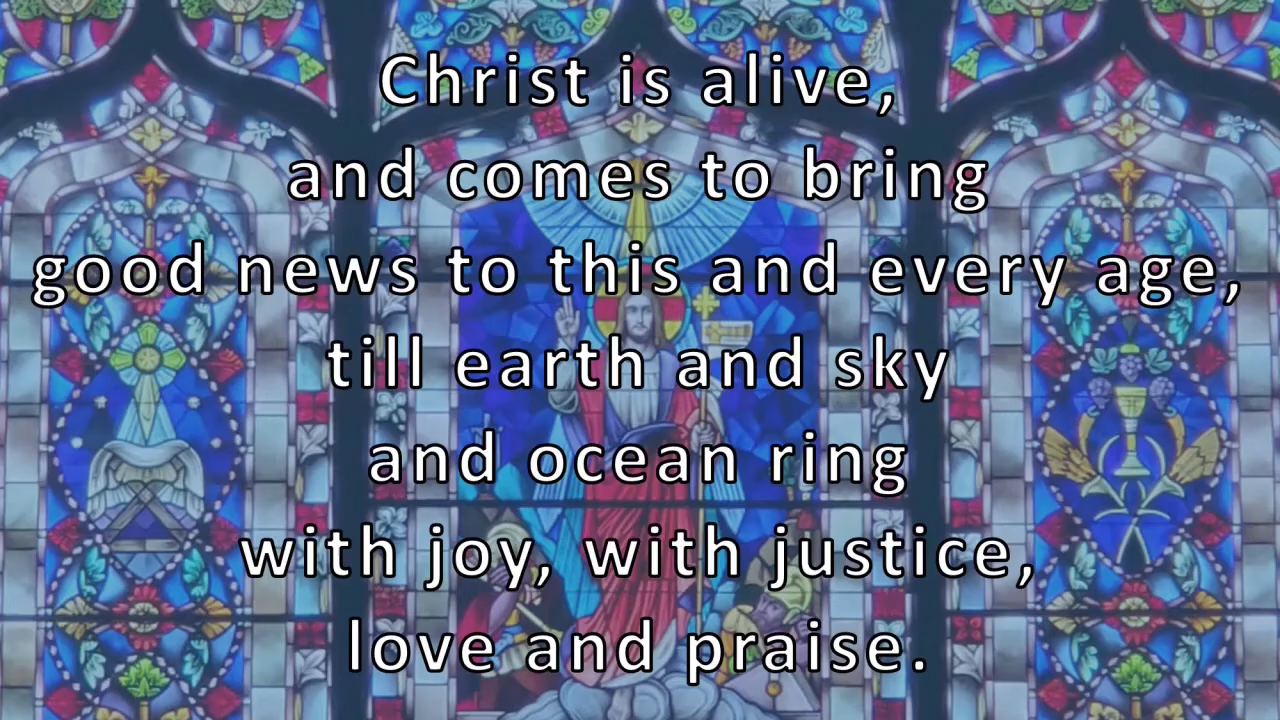 Christ is alive,
and comes to bring
good news to this and every age,
till earth and sky
and ocean ring
with joy, with justice,
love and praise.